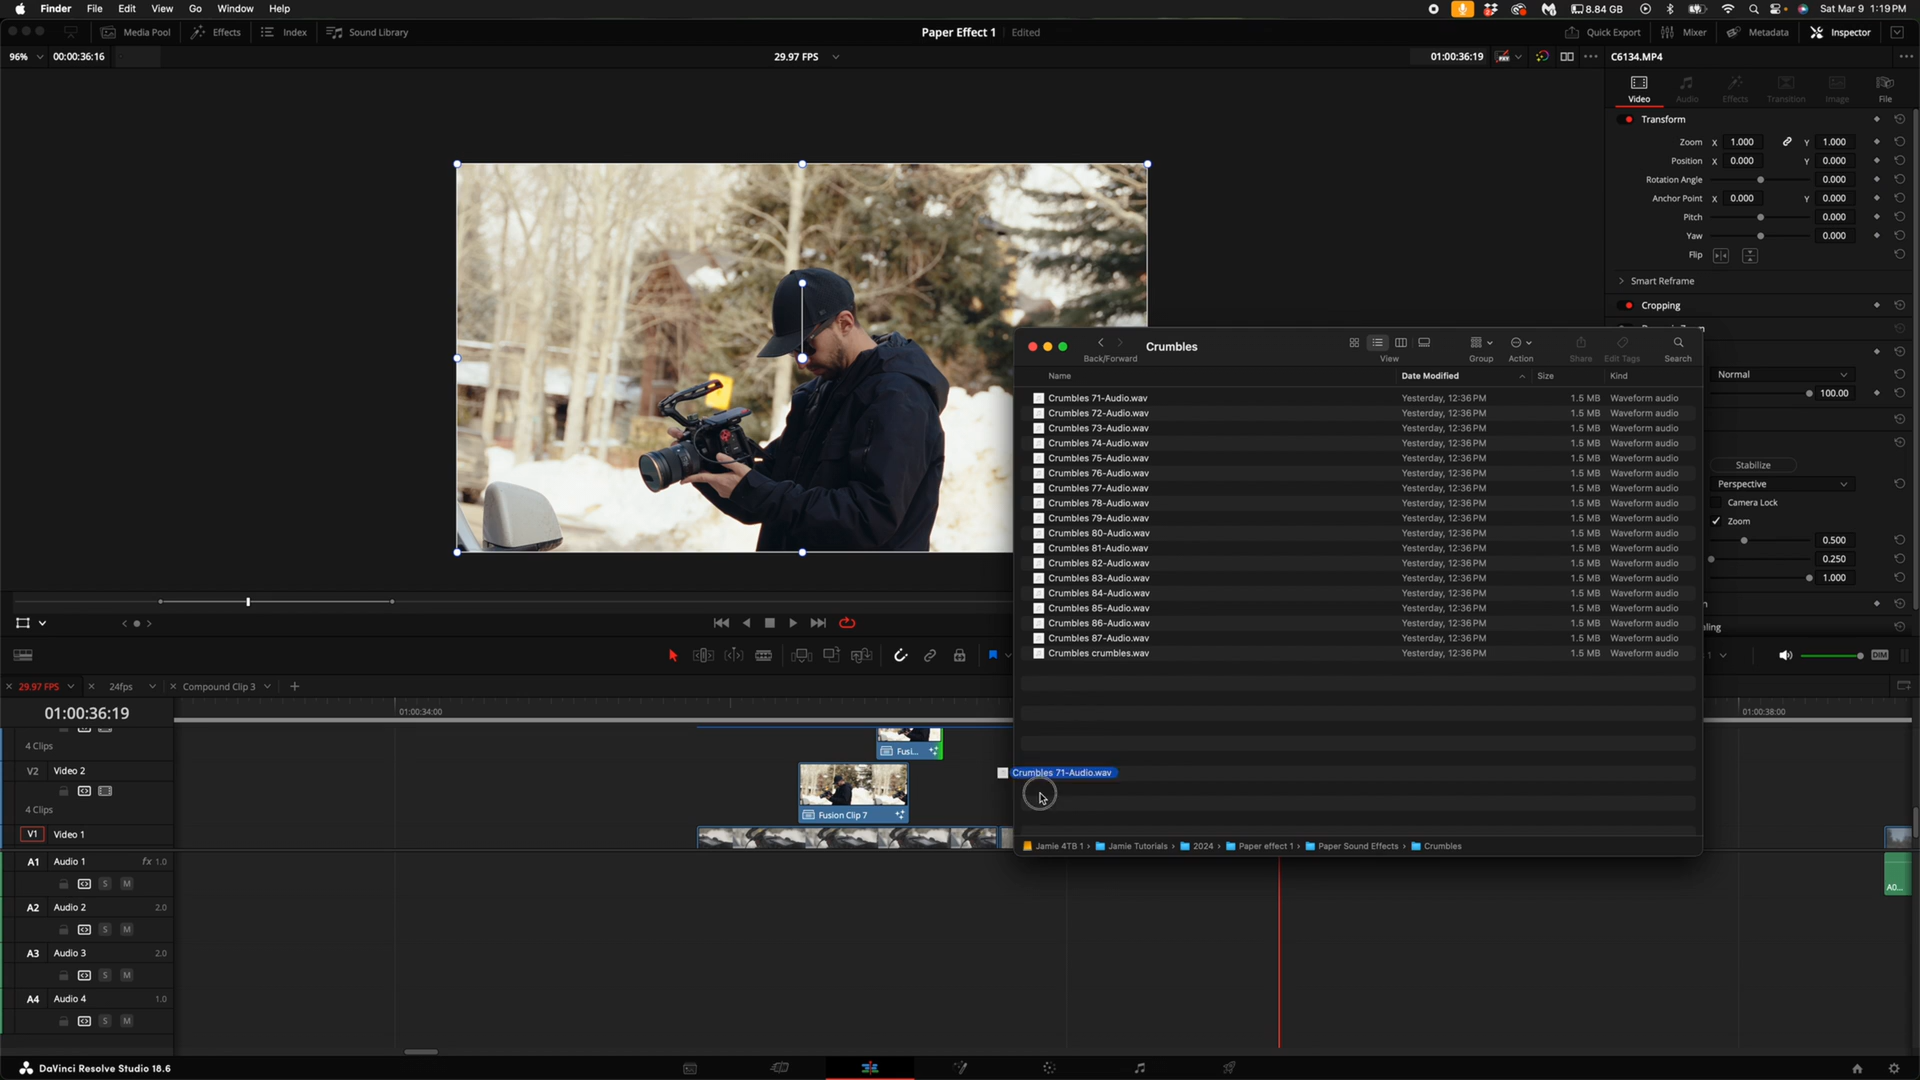 Finder File Edit View Go Window Help
8.84 GB Sat Mar 9 1:19 PM
Media Pool Effects Index Sound Library
Paper Effect 1 Edited
Quick Export Mixer Metadata Inspector
96% 00:00:36:16
29.97 FPS
01:00:36:19
C6134.MP4
Video Audio Effects Transition Image File
Transform
Zoom X 1.000 Y 1.000
Position X 0.000 Y 0.000
Rotation Angle 0.000
Anchor Point X 0.000 Y 0.000
Pitch 0.000
Yaw 0.000
Flip
Smart Reframe
Cropping
Normal
100.00
Stabilize
Perspective
Camera Lock
Zoom
0.500
0.250
1.000
Back/Forward
Crumbles
View Group Action Share Edit Tags Search
Name Date Modified Size Kind
Crumbles 71-Audio.wav Yesterday, 12:36 PM 1.5 MB Waveform audio
Crumbles 72-Audio.wav Yesterday, 12:36 PM 1.5 MB Waveform audio
Crumbles 73-Audio.wav Yesterday, 12:36 PM 1.5 MB Waveform audio
Crumbles 74-Audio.wav Yesterday, 12:36 PM 1.5 MB Waveform audio
Crumbles 75-Audio.wav Yesterday, 12:36 PM 1.5 MB Waveform audio
Crumbles 76-Audio.wav Yesterday, 12:36 PM 1.5 MB Waveform audio
Crumbles 77-Audio.wav Yesterday, 12:36 PM 1.5 MB Waveform audio
Crumbles 78-Audio.wav Yesterday, 12:36 PM 1.5 MB Waveform audio
Crumbles 79-Audio.wav Yesterday, 12:36 PM 1.5 MB Waveform audio
Crumbles 80-Audio.wav Yesterday, 12:36 PM 1.5 MB Waveform audio
Crumbles 81-Audio.wav Yesterday, 12:36 PM 1.5 MB Waveform audio
Crumbles 82-Audio.wav Yesterday, 12:36 PM 1.5 MB Waveform audio
Crumbles 83-Audio.wav Yesterday, 12:36 PM 1.5 MB Waveform audio
Crumbles 84-Audio.wav Yesterday, 12:36 PM 1.5 MB Waveform audio
Crumbles 85-Audio.wav Yesterday, 12:36 PM 1.5 MB Waveform audio
Crumbles 86-Audio.wav Yesterday, 12:36 PM 1.5 MB Waveform audio
Crumbles 87-Audio.wav Yesterday, 12:36 PM 1.5 MB Waveform audio
Crumbles crumbles.wav Yesterday, 12:36 PM 1.5 MB Waveform audio
Crumbles 71-Audio.wav
Jamie 4TB 1 › Jamie Tutorials › 2024 › Paper effect 1 › Paper Sound Effects › Crumbles
DIM
29.97 FPS 24fps Compound Clip 3
01:00:36:19
01:00:34:00
01:00:38:00
4 Clips
Fusi...
V2 Video 2
4 Clips
Fusion Clip 7
V1 Video 1
A1 Audio 1 fx 1.0
S M
A0...
A2 Audio 2 2.0
S M
A3 Audio 3 2.0
S M
A4 Audio 4 1.0
S M
DaVinci Resolve Studio 18.6